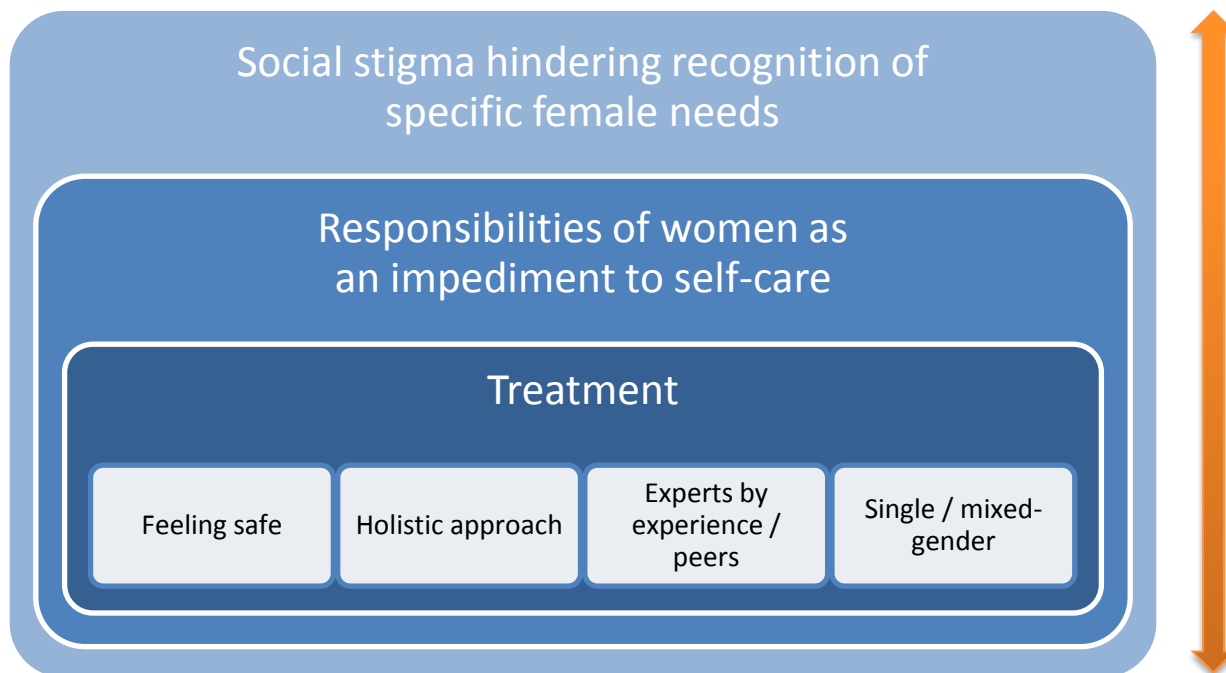 Social stigma hindering recognition of
specific female needs
Responsibilities of women as
an impediment to self-care
Treatment
Feeling safe
Holistic approach
Experts by
experience /
peers
Single / mixed-
gender